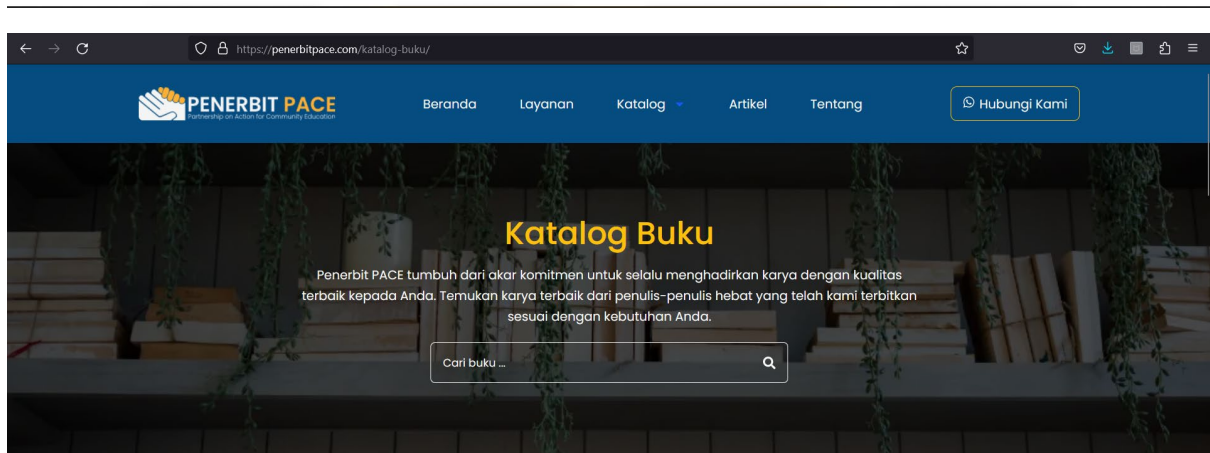 https://penerbitpace.com/katalog-buku/
PENERBIT PACE
Partnership on Action for Community Education
Beranda Layanan Katalog Artikel Tentang Hubungi Kami
Katalog Buku
Penerbit PACE tumbuh dari akar komitmen untuk selalu menghadirkan karya dengan kualitas
terbaik kepada Anda. Temukan karya terbaik dari penulis-penulis hebat yang telah kami terbitkan
sesuai dengan kebutuhan Anda.
Cari buku ...